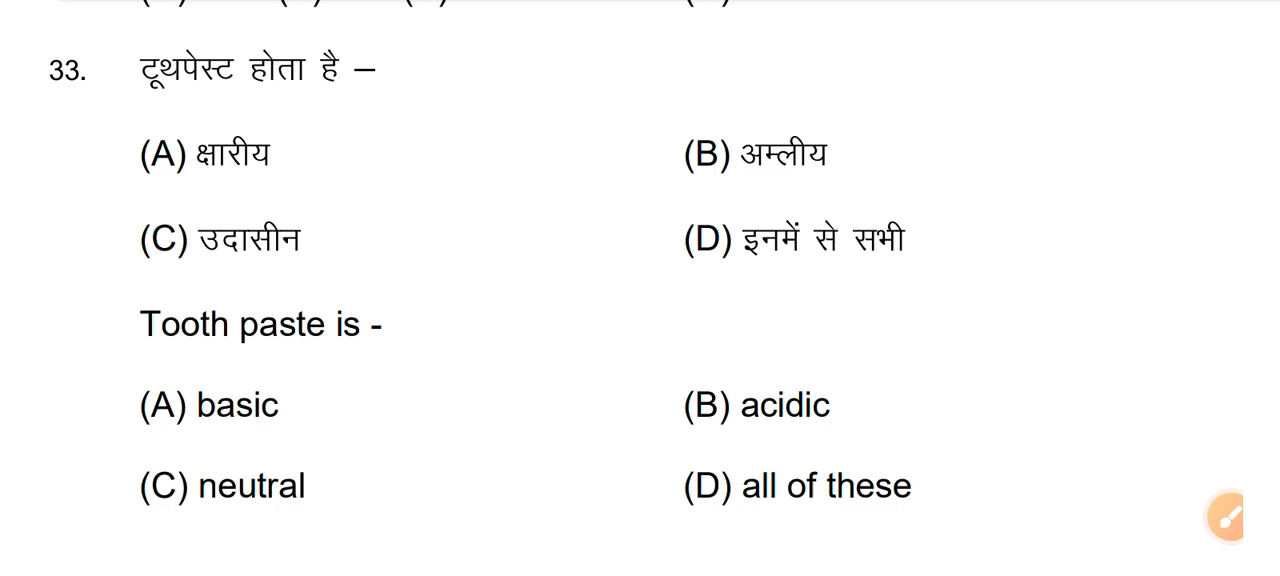 33. टूथपेस्ट होता है –
(A) क्षारीय (B) अम्लीय
(C) उदासीन (D) इनमें से सभी
Tooth paste is -
(A) basic (B) acidic
(C) neutral (D) all of these